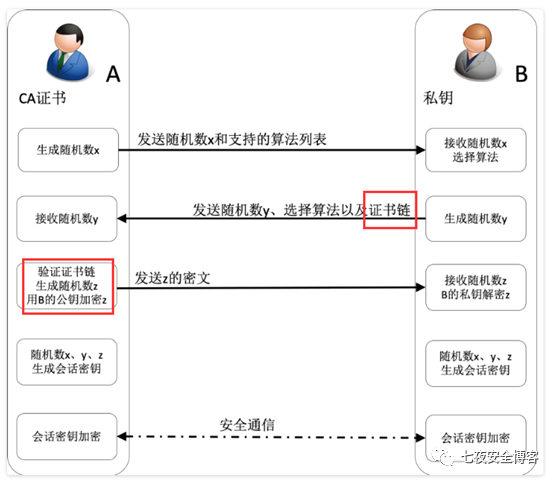 A
B
CA证书
私钥
生成随机数x
发送随机数x和支持的算法列表
接收随机数x
选择算法
接收随机数y
发送随机数y、选择算法以及证书链
生成随机数y
验证证书链
生成随机数z
用B的公钥加密z
发送z的密文
接收随机数z
B的私钥解密z
随机数x、y、z
生成会话密钥
随机数x、y、z
生成会话密钥
会话密钥加密
安全通信
会话密钥加密
七夜安全博客